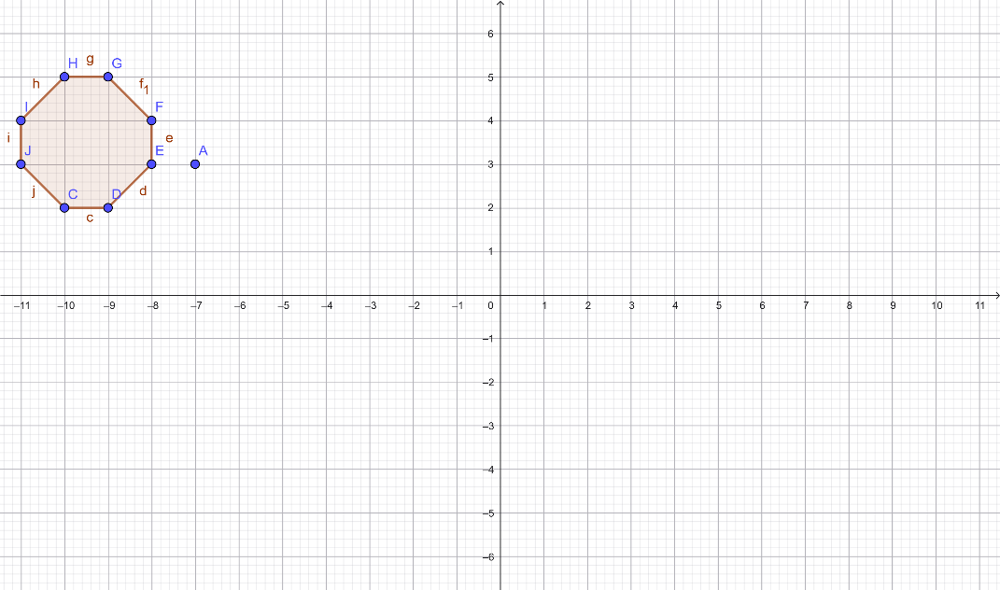 6
g
H G
5
h f₁
I F
4
i e
J E A
3
j C D d
2
c
1
–11 –10 –9 –8 –7 –6 –5 –4 –3 –2 –1 0 1 2 3 4 5 6 7 8 9 10 11
–1
–2
–3
–4
–5
–6